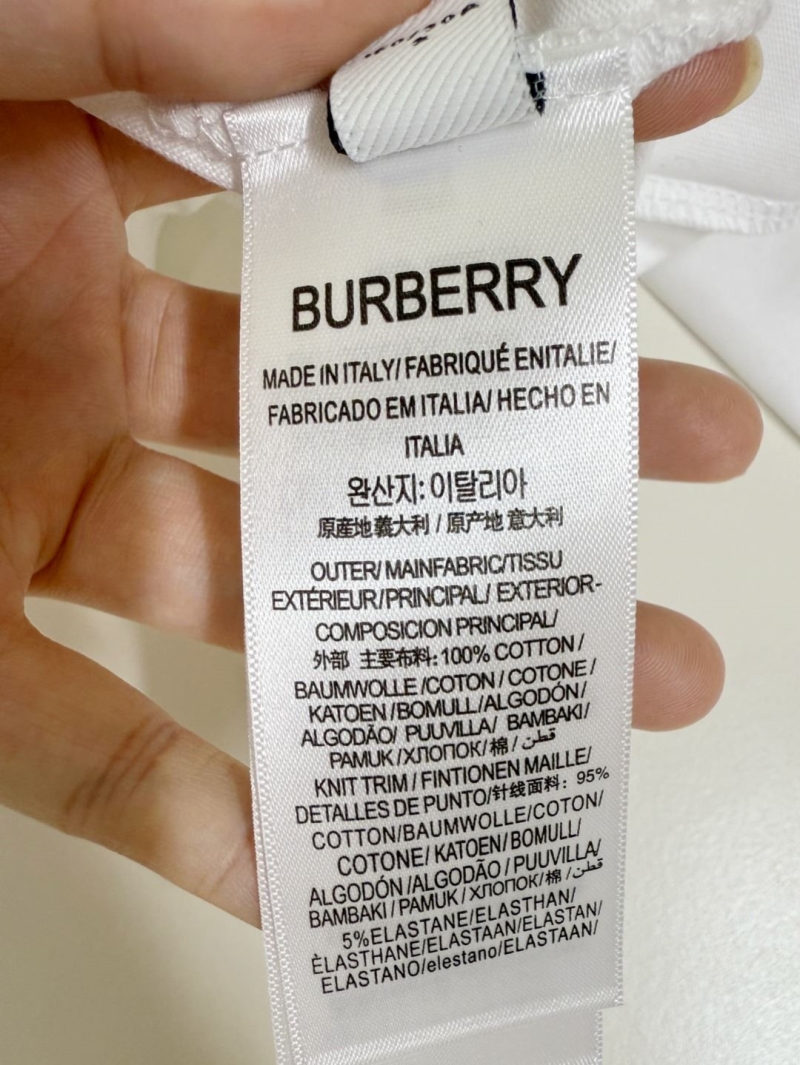 BURBERRY
MADE IN ITALY/ FABRIQUÉ ENITALIE/
FABRICADO EM ITALIA/ HECHO EN
ITALIA
완산지: 이탈리아
原産地義大利 / 原产地 意大利
OUTER/ MAINFABRIC/TISSU
EXTÉRIEUR/PRINCIPAL/ EXTERIOR-
COMPOSICION PRINCIPAL/
外部 主要布料: 100% COTTON /
BAUMWOLLE /COTON / COTONE /
KATOEN /BOMULL /ALGODÓN/
ALGODÃO/ PUUVILLA/ BAMBAKI/
PAMUK /ХЛОПОК/ 棉 / قطن
KNIT TRIM / FINTIONEN MAILLE/
DETALLES DE PUNTO/针线面料: 95%
COTTON/BAUMWOLLE/COTON/
COTONE/ KATOEN/ BOMULL/
ALGODÓN /ALGODÃO / PUUVILLA/
BAMBAKI / PAMUK / ХЛОПОК/ 棉 / قطن
5% ELASTANE/ELASTHAN/
ÈLASTHANE/ELASTAAN/ELASTAN/
ELASTANO/elestano/ELASTAAN/